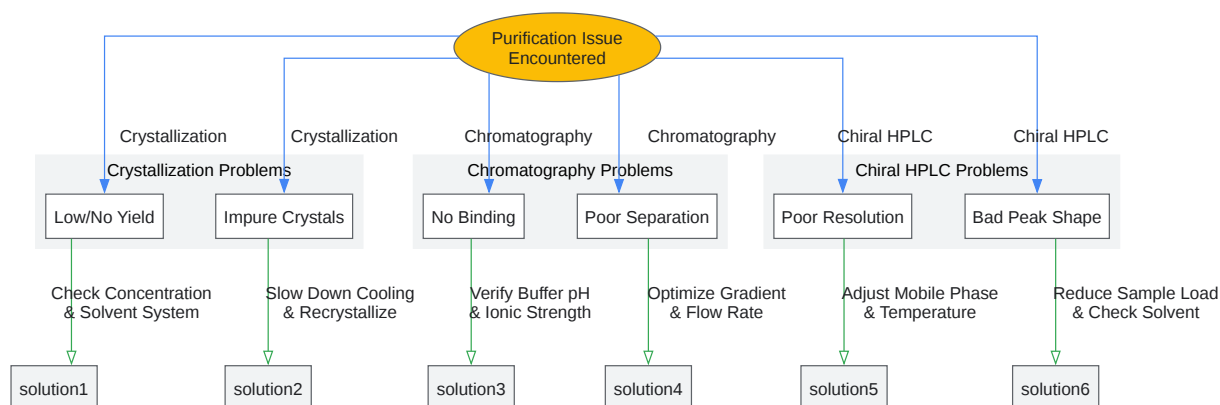 Purification Issue
Encountered
Crystallization
Crystallization
Chromatography
Chromatography
Chiral HPLC
Chiral HPLC
Crystallization Problems
Chromatography Problems
Chiral HPLC Problems
Low/No Yield
Impure Crystals
No Binding
Poor Separation
Poor Resolution
Bad Peak Shape
Check Concentration
& Solvent System
Slow Down Cooling
& Recrystallize
Verify Buffer pH
& Ionic Strength
Optimize Gradient
& Flow Rate
Adjust Mobile Phase
& Temperature
Reduce Sample Load
& Check Solvent
solution1
solution2
solution3
solution4
solution5
solution6